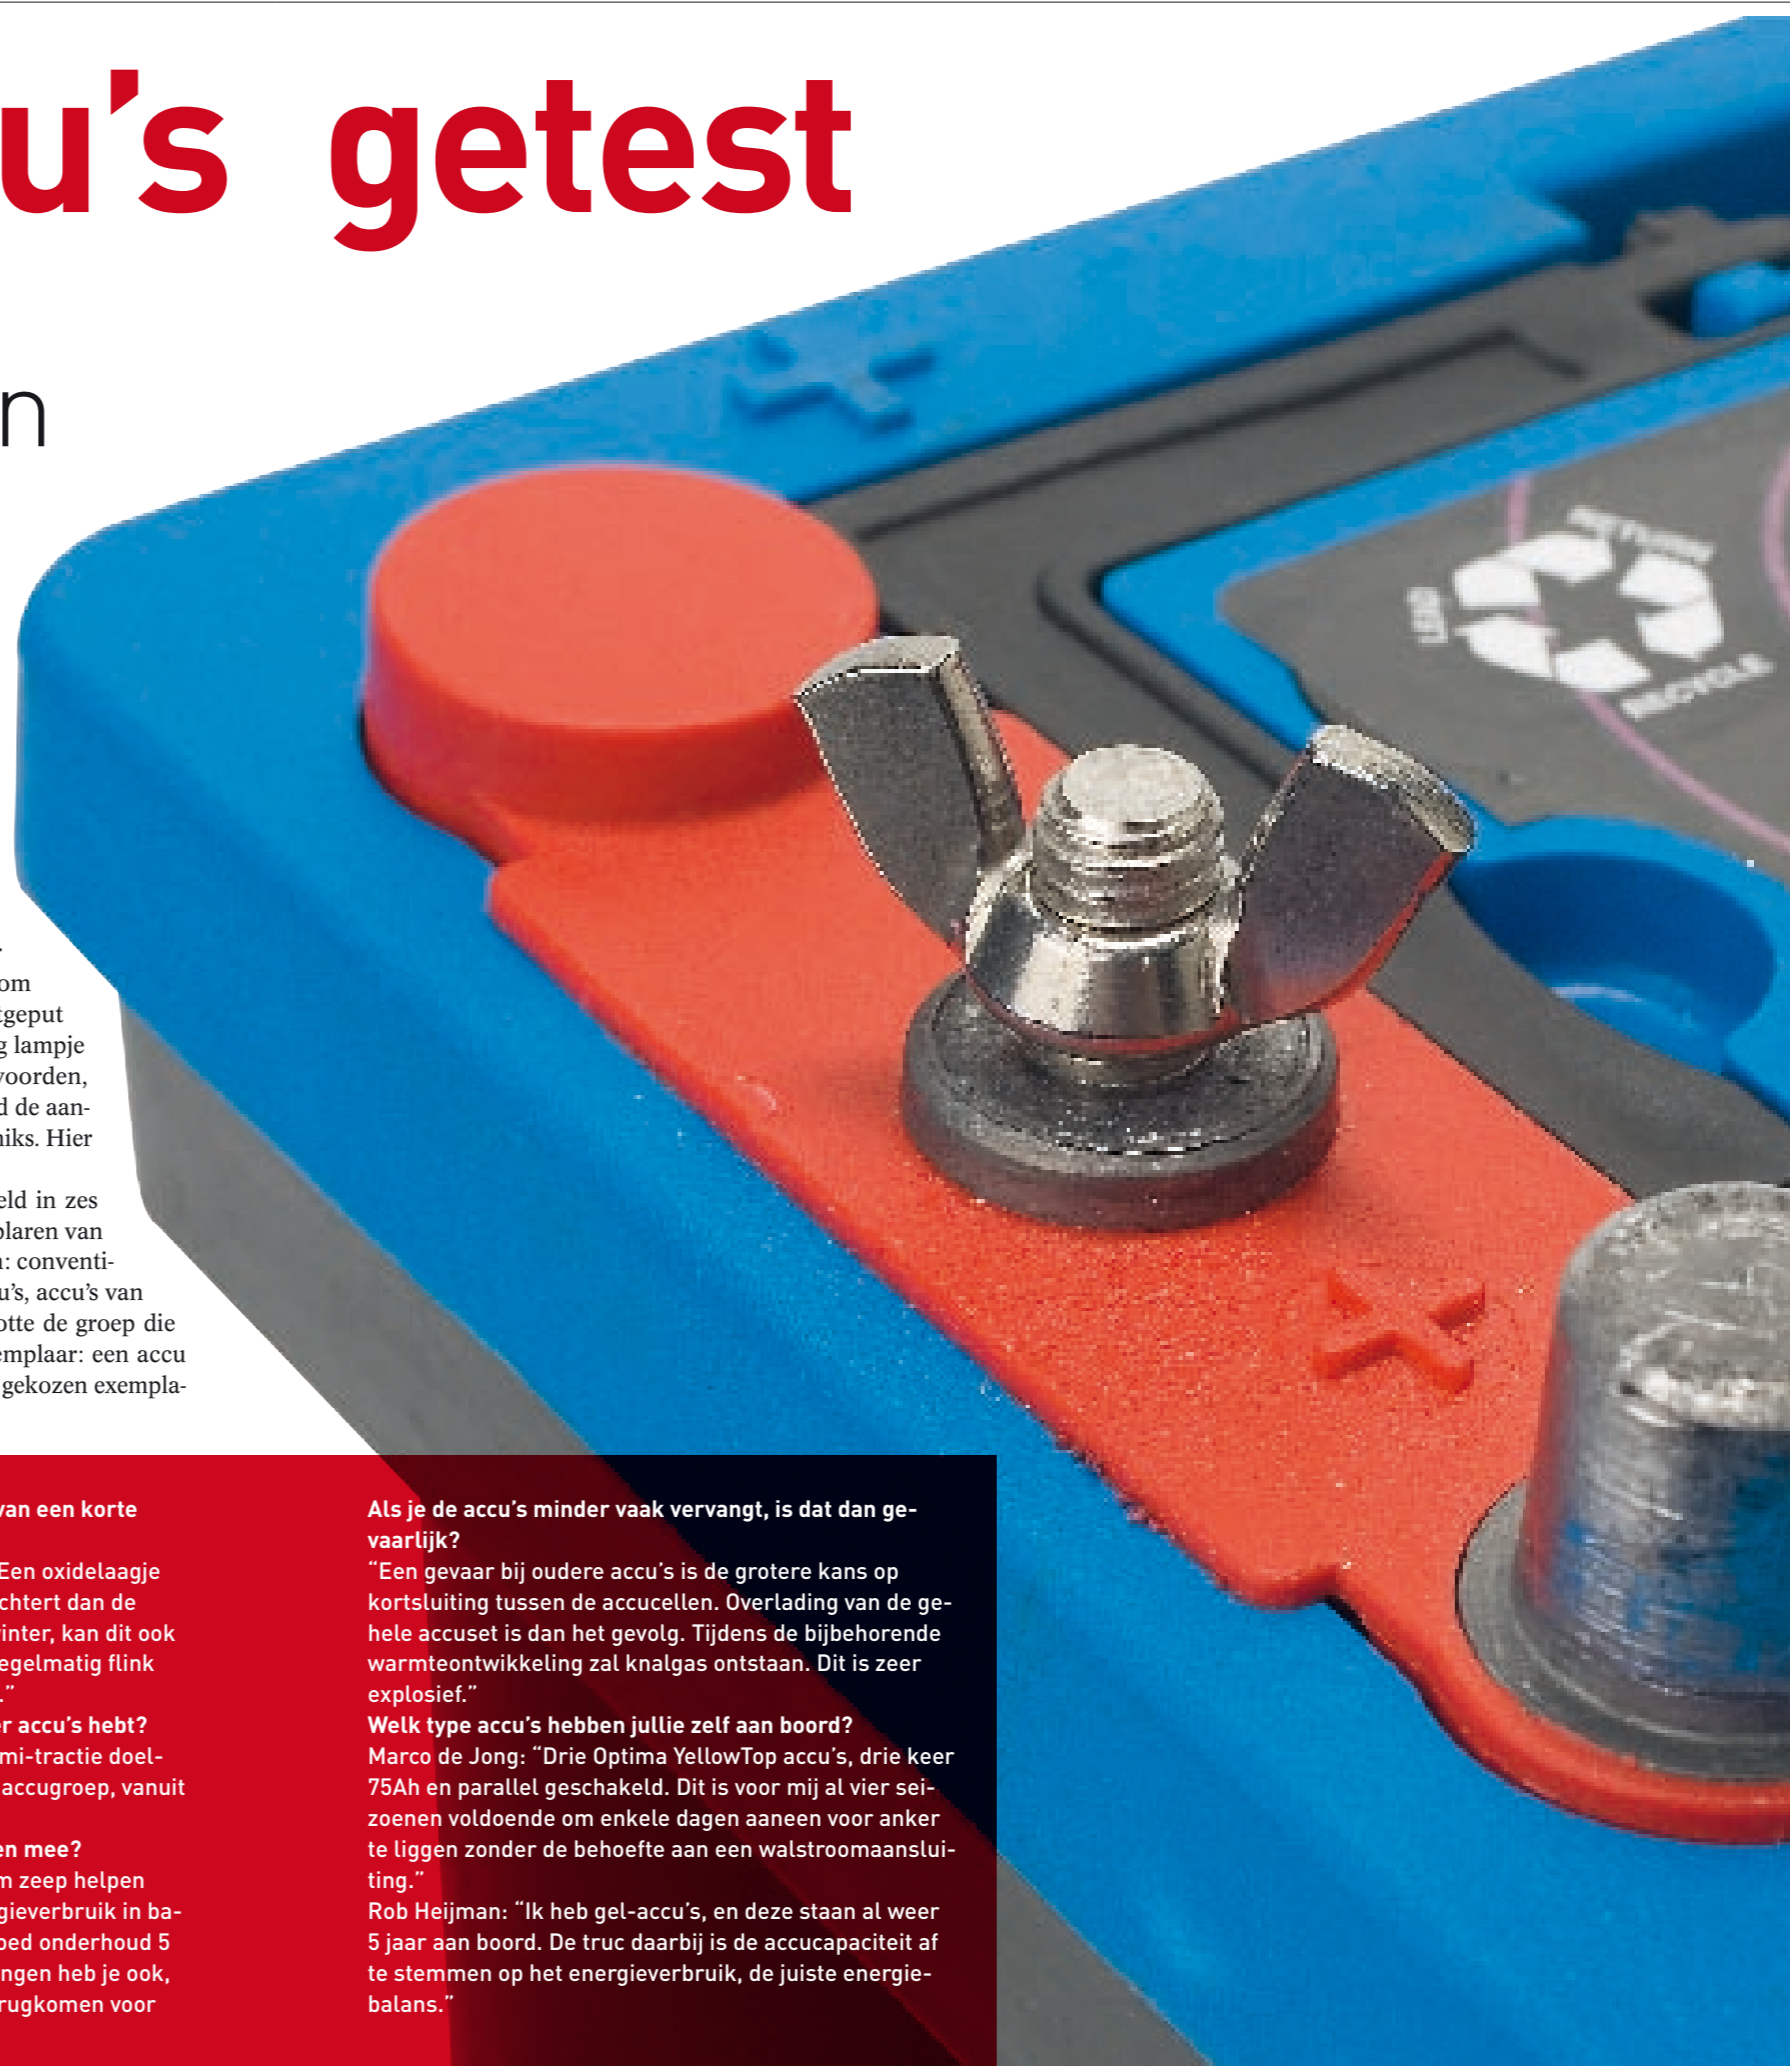 u's getest
n
om
tgeput
g lampje
voorden,
d de aan-
niks. Hier
eld in zes
plaren van
n: conventi-
u's, accu's van
otte de groep die
emplaar: een accu
gekozen exempla-
van een korte
Een oxidelaagje
chtert dan de
inter, kan dit ook
egelmatig flink
."
er accu's hebt?
mi-tractie doel-
accugroep, vanuit
en mee?
m zeep helpen
gieverbruik in ba-
oed onderhoud 5
ngen heb je ook,
rugkomen voor
Als je de accu's minder vaak vervangt, is dat dan ge-
vaarlijk?
“Een gevaar bij oudere accu's is de grotere kans op
kortsluiting tussen de accucellen. Overlading van de ge-
hele accuset is dan het gevolg. Tijdens de bijbehorende
warmteontwikkeling zal knalgas ontstaan. Dit is zeer
explosief.”
Welk type accu's hebben jullie zelf aan boord?
Marco de Jong: “Drie Optima YellowTop accu's, drie keer
75Ah en parallel geschakeld. Dit is voor mij al vier sei-
zoenen voldoende om enkele dagen aaneen voor anker
te liggen zonder de behoefte aan een walstroomaanslui-
ting.”
Rob Heijman: “Ik heb gel-accu's, en deze staan al weer
5 jaar aan boord. De truc daarbij is de accucapaciteit af
te stemmen op het energieverbruik, de juiste energie-
balans.”
RETURN
LEAD
RECYCLE